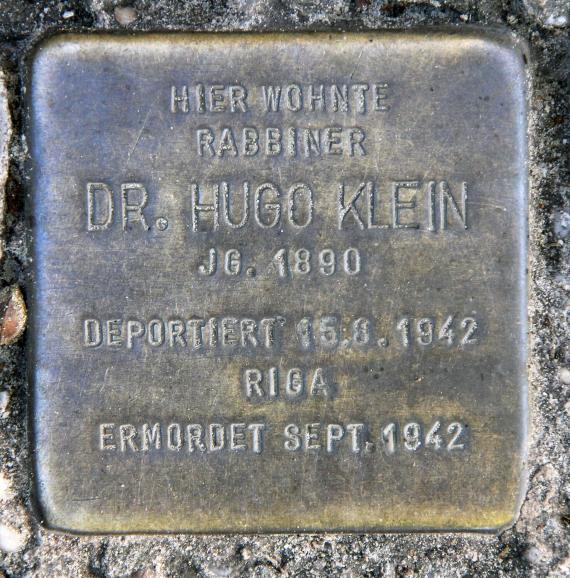 HIER WOHNTE
RABBINER
DR. HUGO KLEIN
JG. 1890
DEPORTIERT 15.8.1942
RIGA
ERMORDET SEPT. 1942